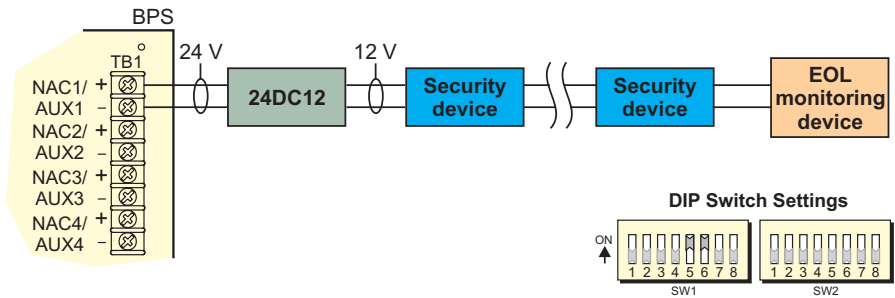 BPS
TB1
24 V
12 V
NAC1/ +
AUX1 –
NAC2/ +
AUX2 –
NAC3/ +
AUX3 –
NAC4/ +
AUX4 –
24DC12
Security
device
Security
device
EOL
monitoring
device
DIP Switch Settings
ON
1 2 3 4 5 6 7 8
1 2 3 4 5 6 7 8
SW1
SW2